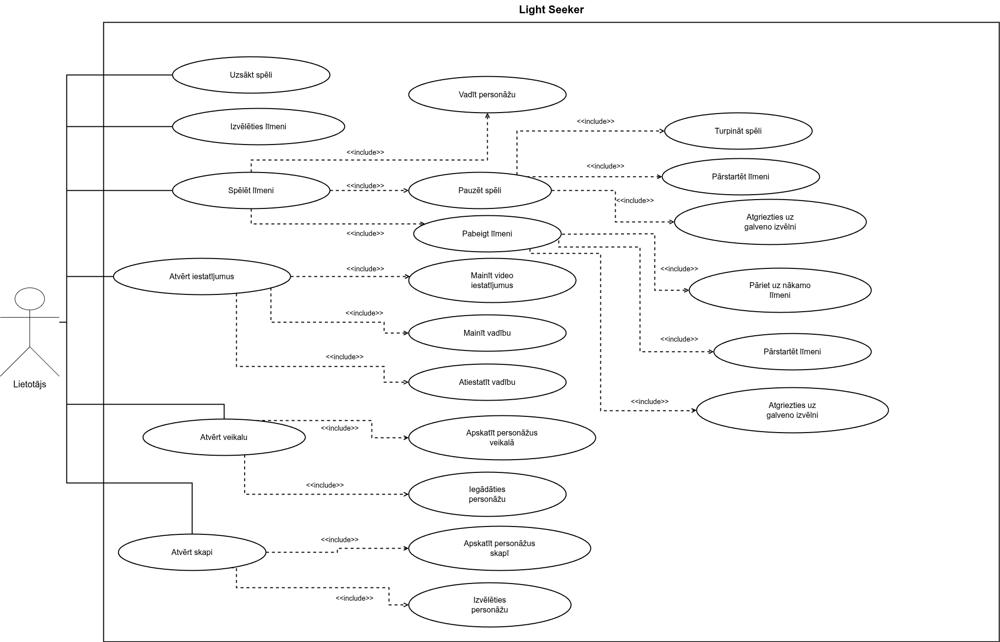 Light Seeker
Uzsākt spēli
Vadīt personāžu
Izvēlēties līmeni
<<include>>
Turpināt spēli
<<include>>
<<include>>
Pārstartēt līmeni
Spēlēt līmeni
<<include>>
Pauzēt spēli
<<include>>
Atgriezties uz
galveno izvēlni
<<include>>
Pabeigt līmeni
Atvērt iestatījumus
<<include>>
Mainīt video
iestatījumus
<<include>>
Pāriet uz nākamo
līmeni
<<include>>
Mainīt vadību
<<include>>
Pārstartēt līmeni
<<include>>
Lietotājs
Atiestatīt vadību
<<include>>
Atgriezties uz
galveno izvēlni
Atvērt veikalu
<<include>>
Apskatīt personāžus
veikalā
<<include>>
Iegādāties
personāžu
Atvērt skapi
<<include>>
Apskatīt personāžus
skapī
<<include>>
Izvēlēties
personāžu